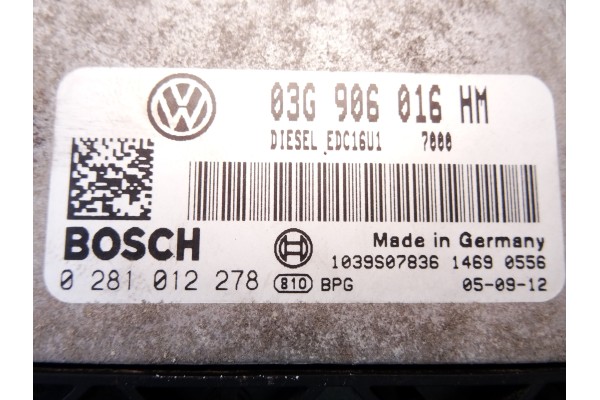 03G 906 016 HM
DIESEL EDC16U1 7000
BOSCH
Made in Germany
1039S07836 1469 0556
0 281 012 278 810 BPG 05-09-12